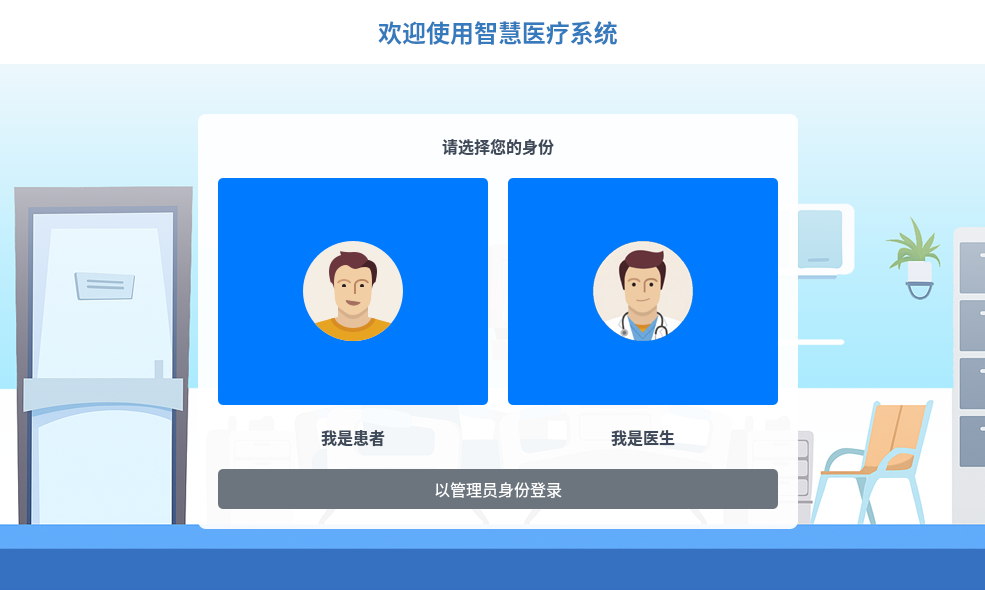 欢迎使用智慧医疗系统
请选择您的身份
我是患者
我是医生
以管理员身份登录